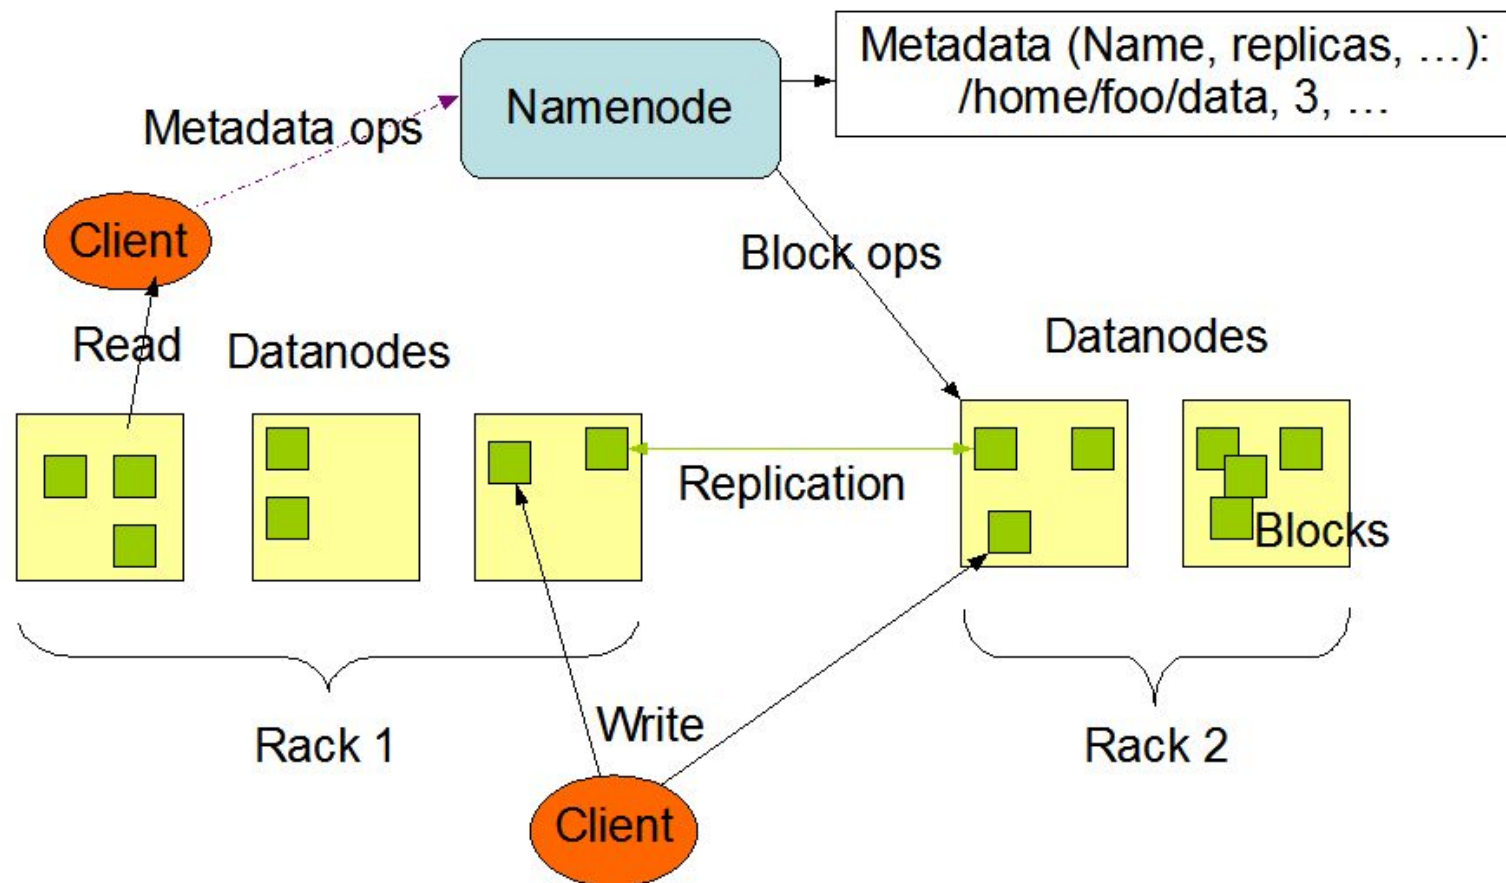 Metadata (Name, replicas, …):
/home/foo/data, 3, …
Namenode
Metadata ops
Client
Block ops
Read
Datanodes
Datanodes
Replication
Blocks
Rack 1
Write
Rack 2
Client